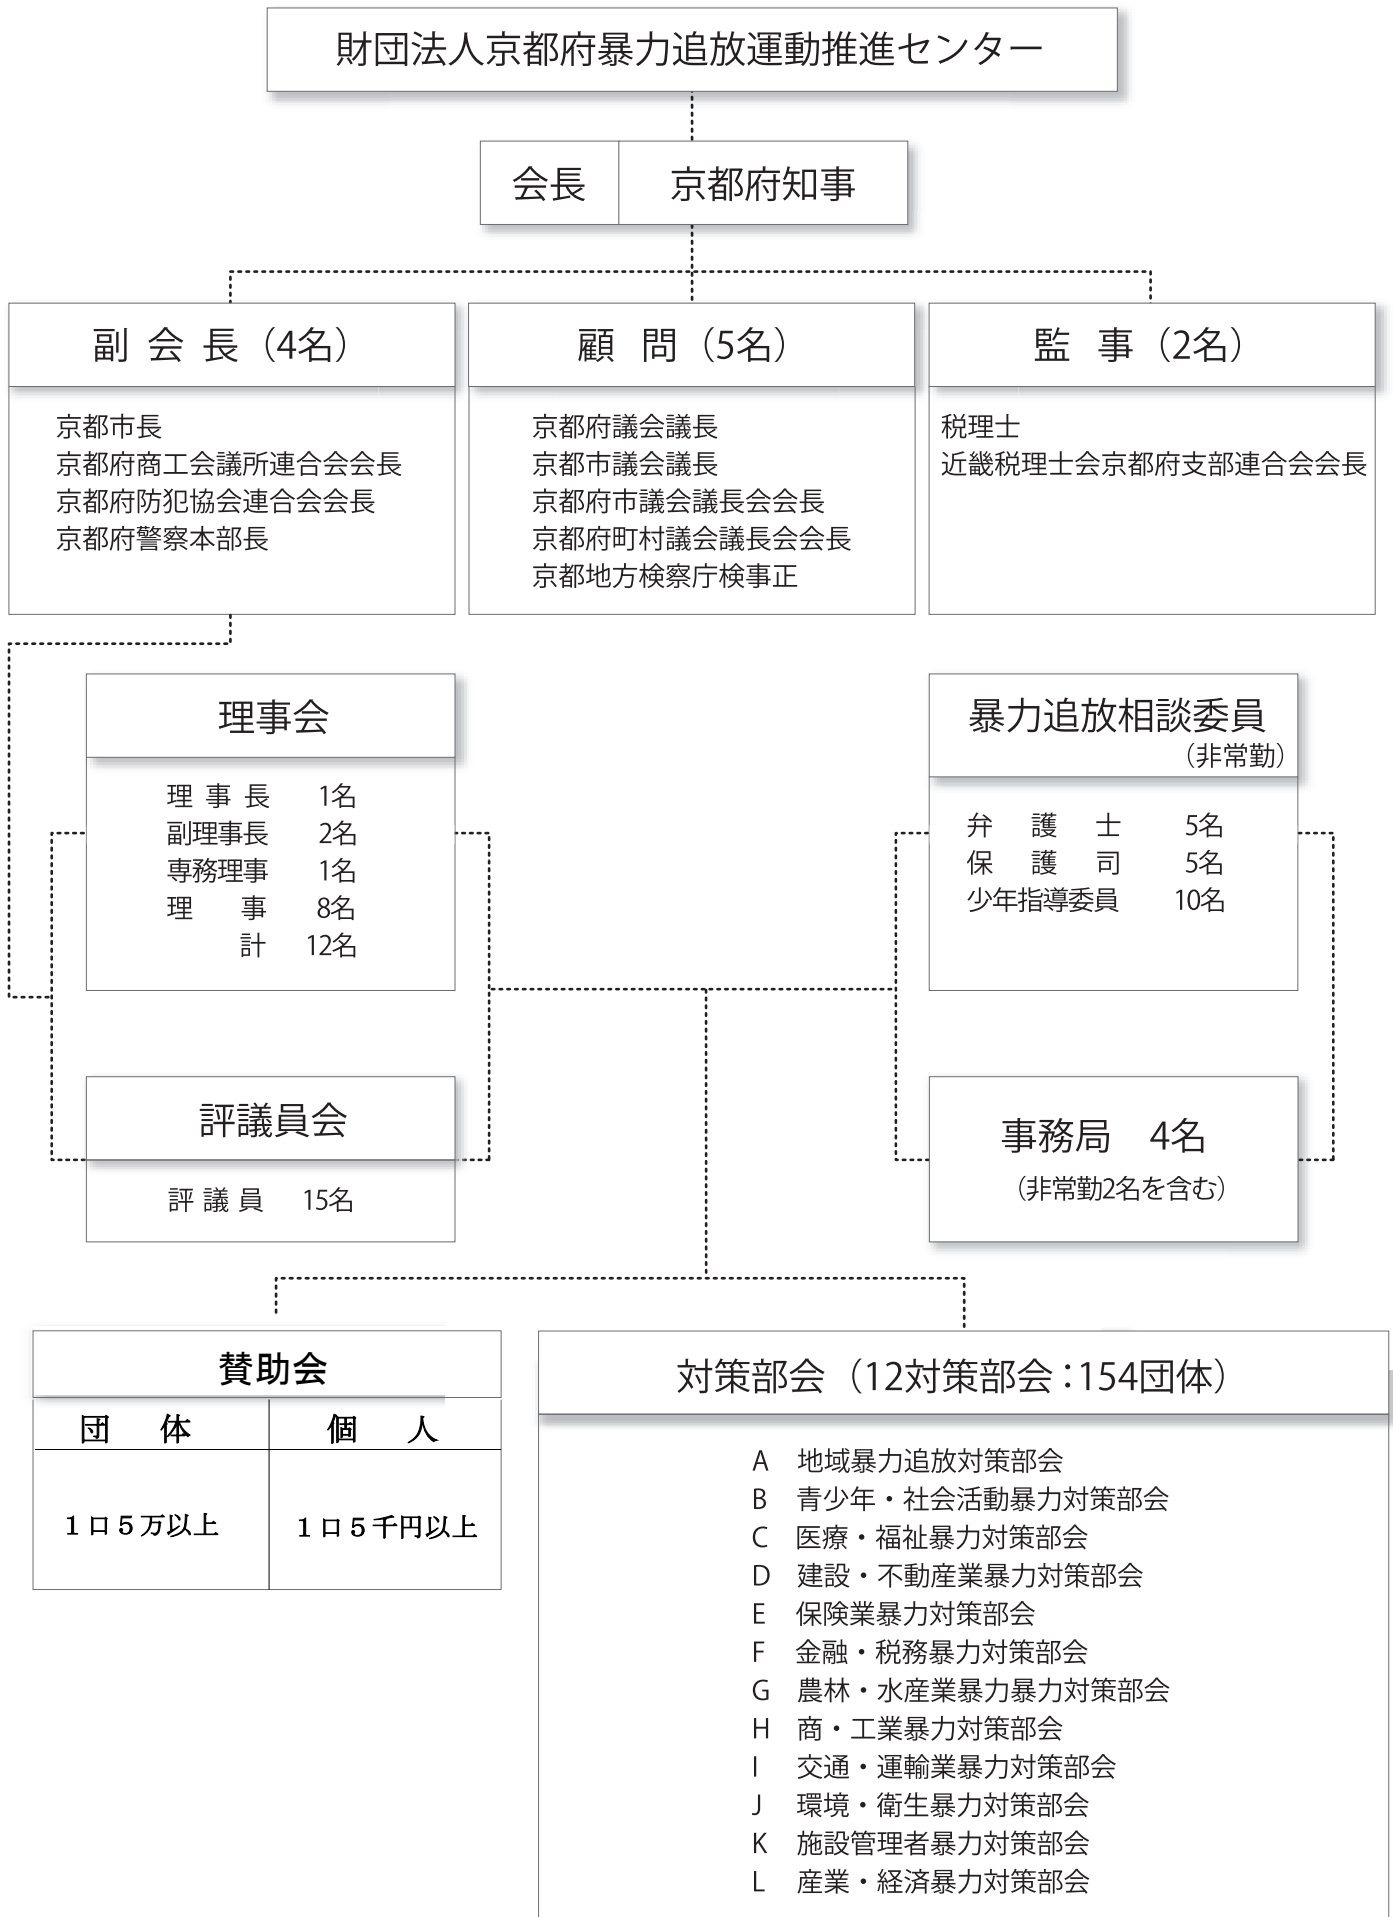 財団法人京都府暴力追放運動推進センター
会長 京都府知事
副 会 長（4名）
京都市長
京都府商工会議所連合会会長
京都府防犯協会連合会会長
京都府警察本部長
顧 問（5名）
京都府議会議長
京都市議会議長
京都府市議会議長会会長
京都府町村議会議長会会長
京都地方検察庁検事正
監 事（2名）
税理士
近畿税理士会京都府支部連合会会長
理事会
理 事 長 1名
副理事長 2名
専務理事 1名
理 事 8名
計 12名
暴力追放相談委員
（非常勤）
弁 護 士 5名
保 護 司 5名
少年指導委員 10名
評議員会
評 議 員 15名
事務局 4名
（非常勤2名を含む）
賛助会
団 体 個 人
１口５万以上 １口５千円以上
対策部会（12対策部会：154団体）
A 地域暴力追放対策部会
B 青少年・社会活動暴力対策部会
C 医療・福祉暴力対策部会
D 建設・不動産業暴力対策部会
E 保険業暴力対策部会
F 金融・税務暴力対策部会
G 農林・水産業暴力暴力対策部会
H 商・工業暴力対策部会
I 交通・運輸業暴力対策部会
J 環境・衛生暴力対策部会
K 施設管理者暴力対策部会
L 産業・経済暴力対策部会